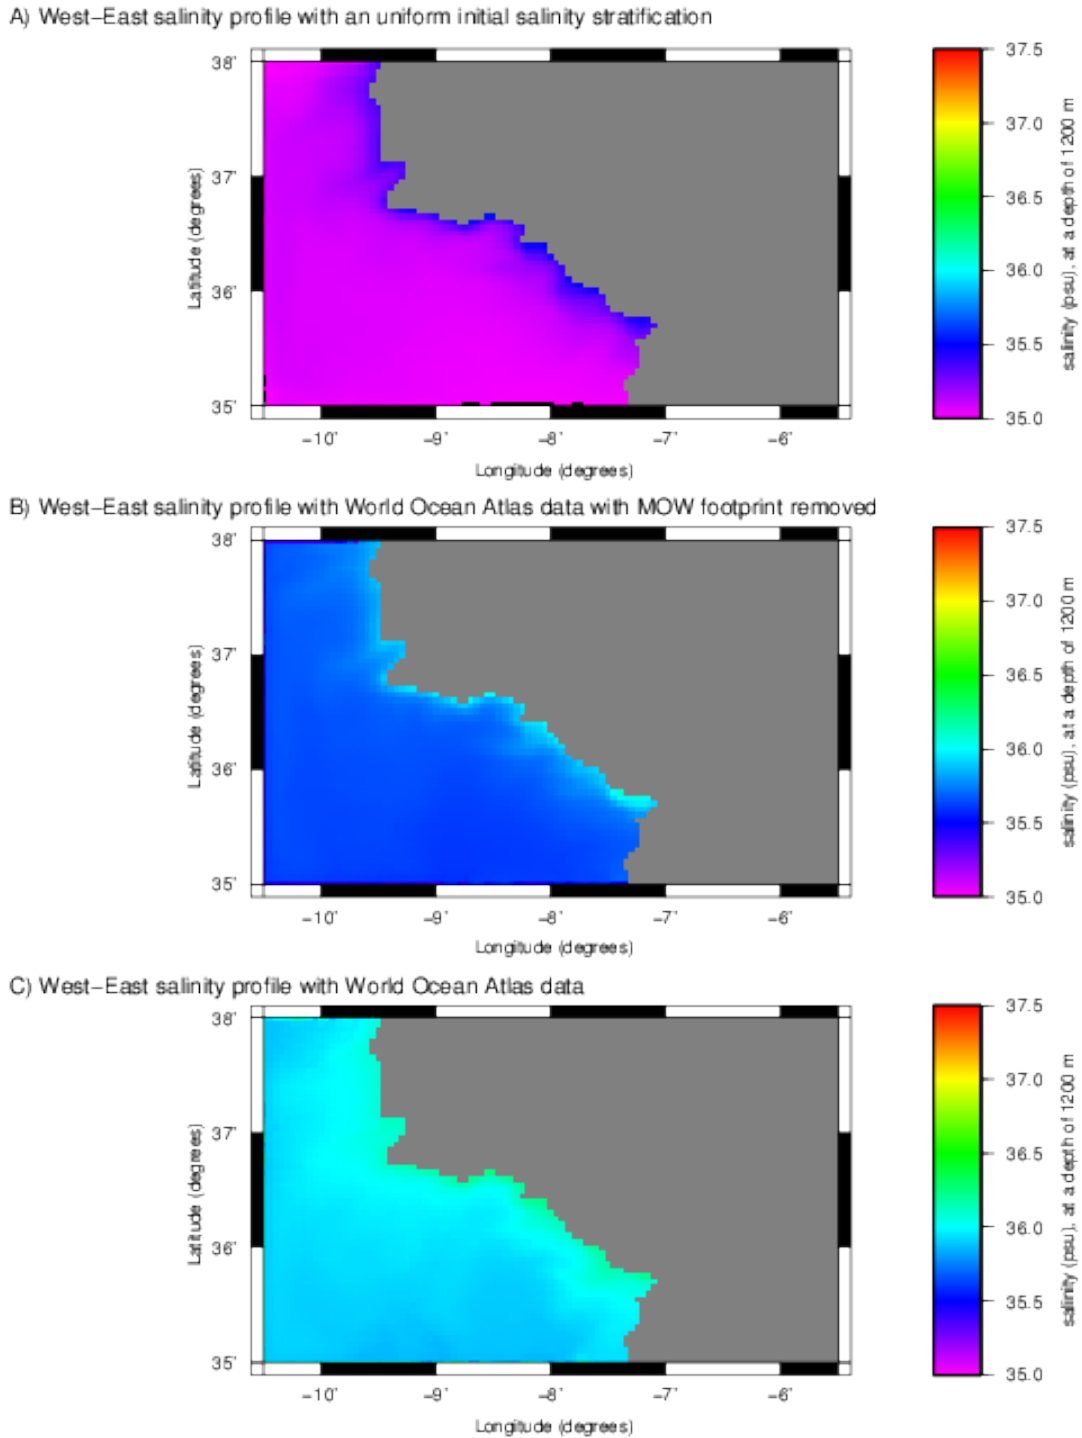 A) West–East salinity profile with an uniform initial salinity stratification
38˚
37˚
36˚
35˚
Latitude (degrees)
−10˚ −9˚ −8˚ −7˚ −6˚
Longitude (degrees)
37.5
37.0
36.5
36.0
35.5
35.0
salinity (psu), at a depth of 1200 m
B) West–East salinity profile with World Ocean Atlas data with MOW footprint removed
38˚
37˚
36˚
35˚
Latitude (degrees)
−10˚ −9˚ −8˚ −7˚ −6˚
Longitude (degrees)
37.5
37.0
36.5
36.0
35.5
35.0
salinity (psu), at a depth of 1200 m
C) West–East salinity profile with World Ocean Atlas data
38˚
37˚
36˚
35˚
Latitude (degrees)
−10˚ −9˚ −8˚ −7˚ −6˚
Longitude (degrees)
37.5
37.0
36.5
36.0
35.5
35.0
salinity (psu), at a depth of 1200 m